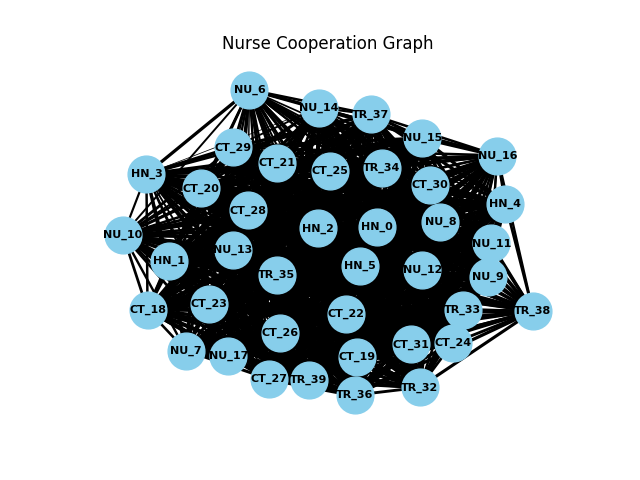 Nurse Cooperation Graph
NU_6
NU_14
TR_37
NU_15
CT_29
NU_16
CT_21
CT_25
TR_34
HN_3
CT_20
CT_30
HN_4
CT_28
NU_8
HN_2
HN_0
NU_10
NU_11
NU_13
HN_1
HN_5
NU_12
TR_35
NU_9
CT_23
CT_18
CT_22
TR_33
TR_38
CT_26
CT_31
CT_24
NU_7
NU_17
CT_19
CT_27
TR_39
TR_32
TR_36